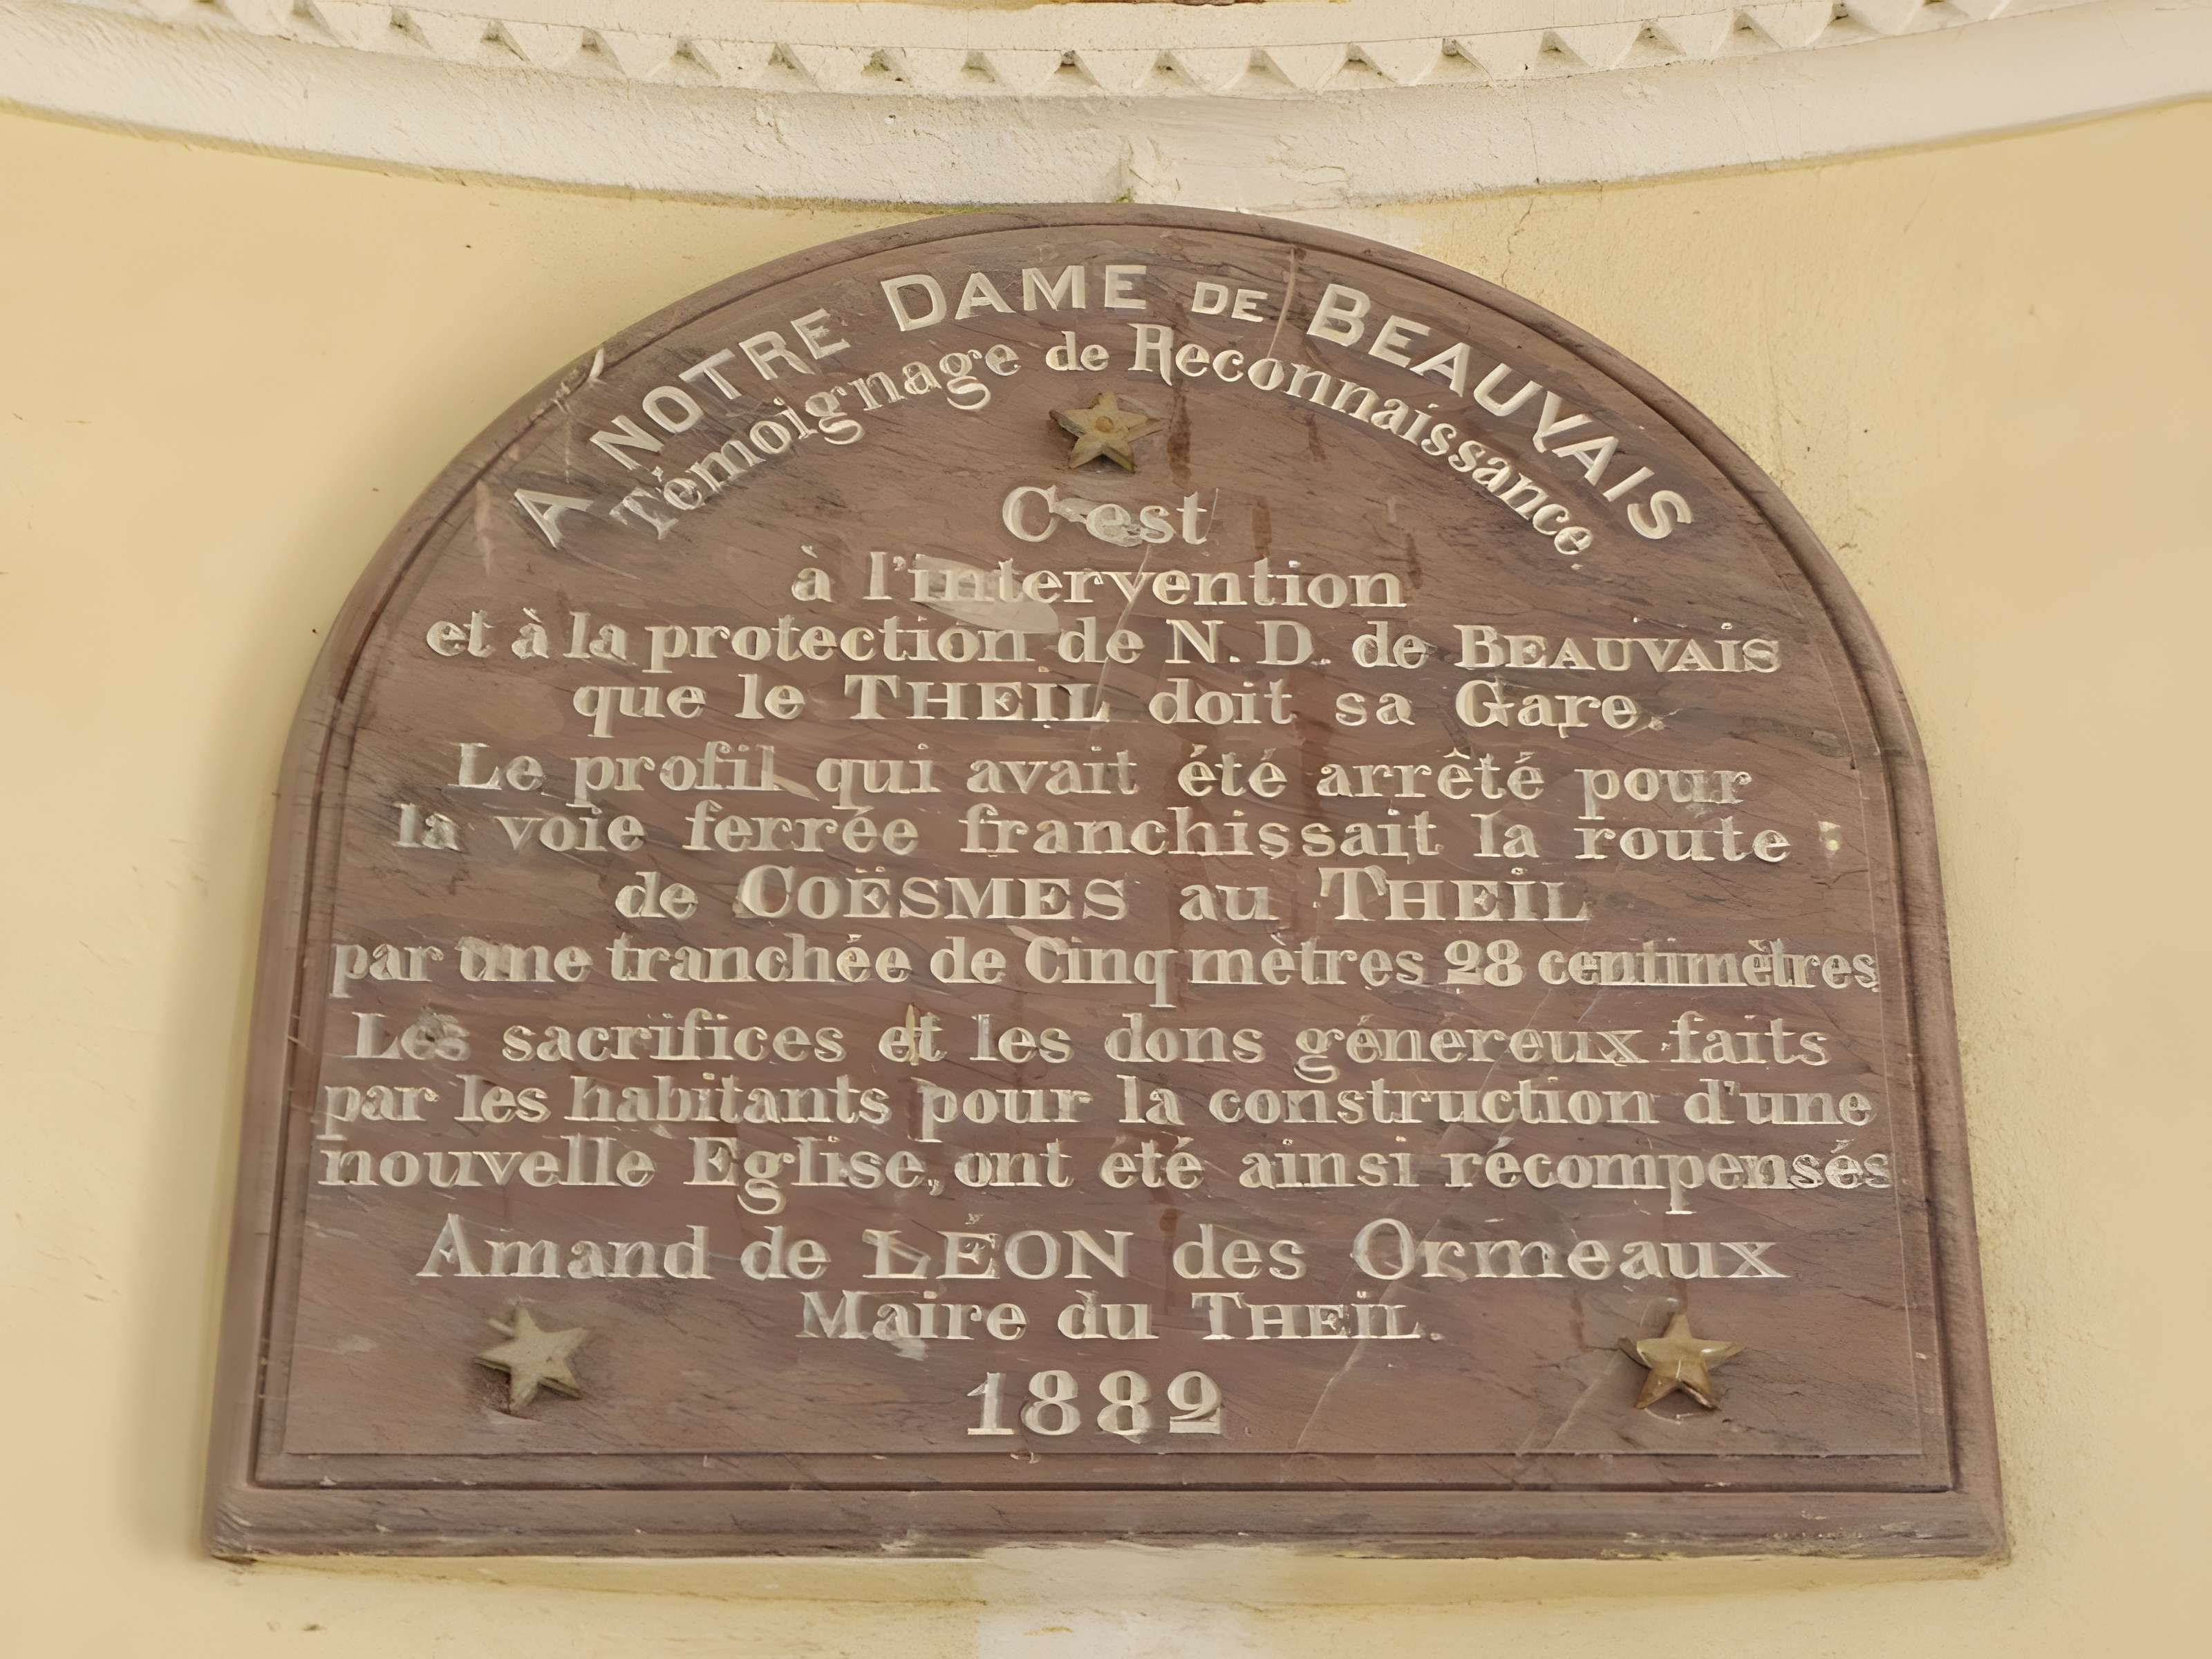 A NOTRE DAME DE BEAUVAIS
Témoignage de Reconnaissance.
C'est
à l'intervention
et à la protection de N. D. de BEAUVAIS
que le THEIL doit sa Gare.
Le profil qui avait été arrêté pour
la voie ferrée franchissait la route
de COËSMES au THEIL
par une tranchée de Cinq mètres 28 centimètres
Les sacrifices et les dons génereux faits
par les habitants pour la construction d'une
nouvelle Eglise, ont été ainsi récompensés
Amand de LÉON des Ormeaux
Maire du THEIL.
1882